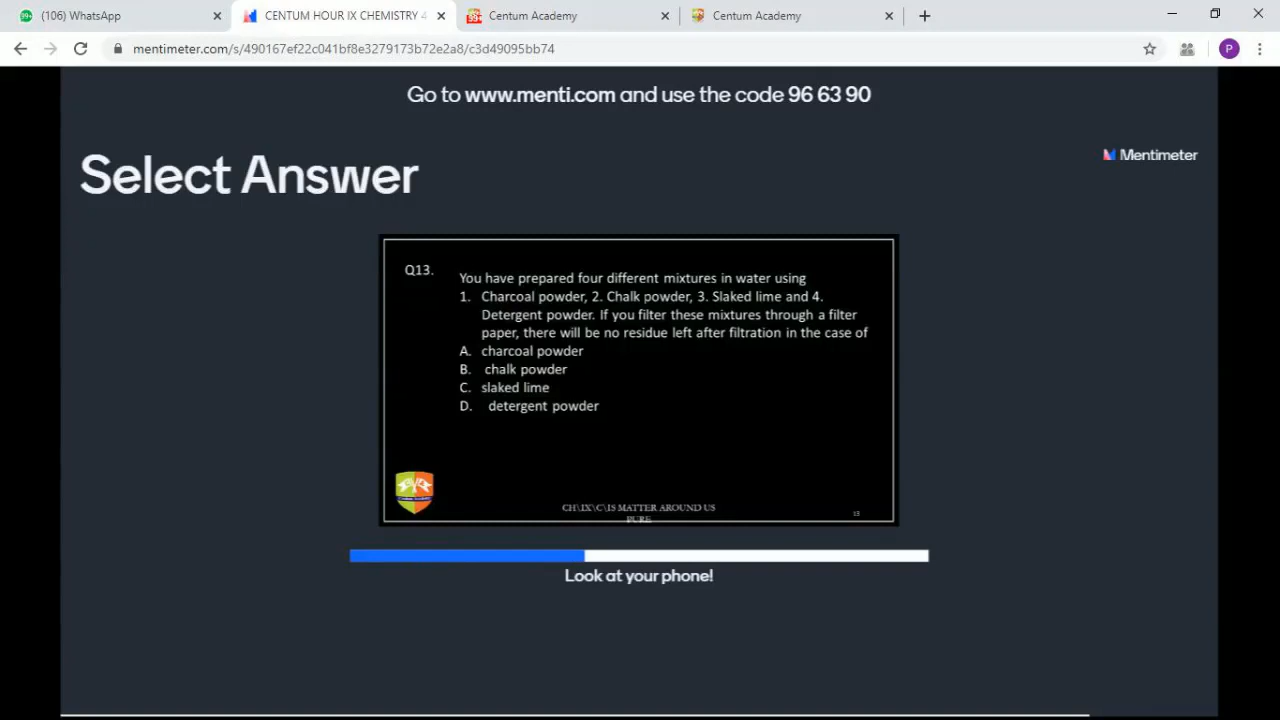 (106) WhatsApp
CENTUM HOUR IX CHEMISTRY 4
Centum Academy
Centum Academy
mentimeter.com/s/490167ef22c041bf8e3279173b72e2a8/c3d49095bb74
P
Go to www.menti.com and use the code 96 63 90
Mentimeter
Select Answer
Q13.
You have prepared four different mixtures in water using
1. Charcoal powder, 2. Chalk powder, 3. Slaked lime and 4.
Detergent powder. If you filter these mixtures through a filter
paper, there will be no residue left after filtration in the case of
A. charcoal powder
B. chalk powder
C. slaked lime
D. detergent powder
CH\IX\C\IS MATTER AROUND US
PURE
13
Look at your phone!